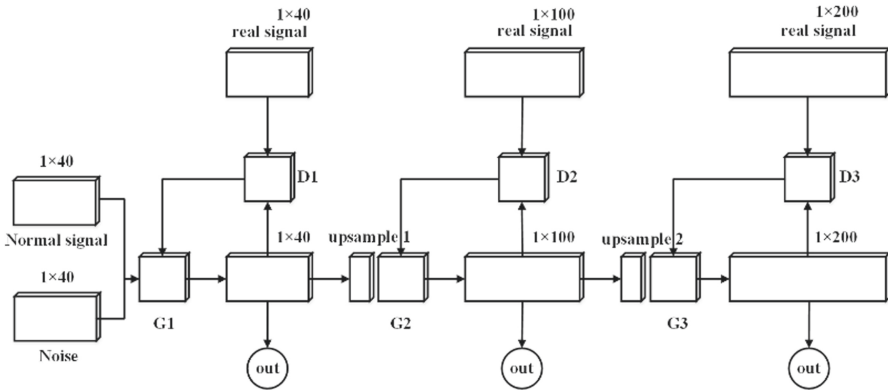 1×40
real signal
1×100
real signal
1×200
real signal
1×40
D1
D2
D3
Normal signal
1×40
upsample 1
1×100
upsample 2
1×200
1×40
G1
G2
G3
Noise
out
out
out